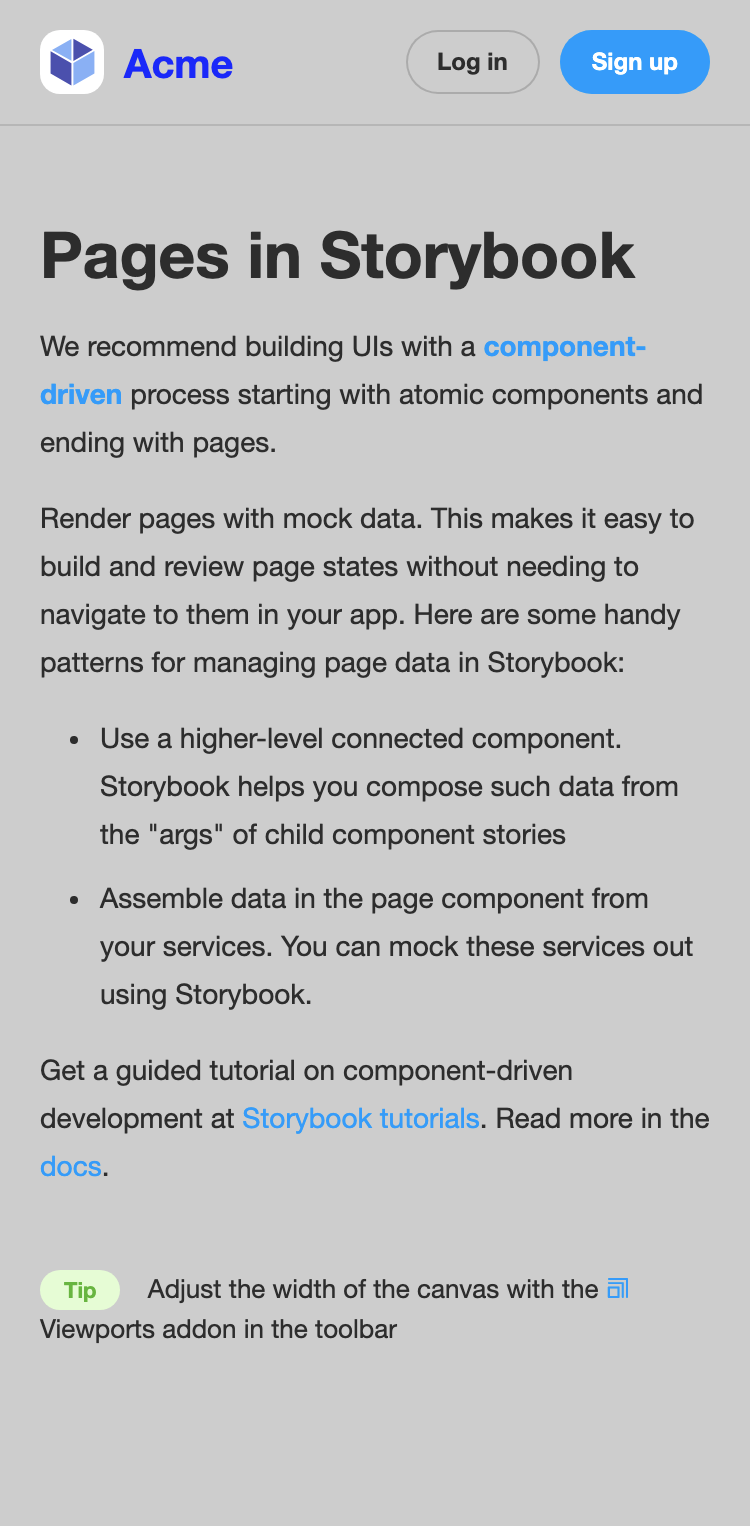 Acme
Log in
Sign up
Pages in Storybook
We recommend building UIs with a component-
driven process starting with atomic components and
ending with pages.
Render pages with mock data. This makes it easy to
build and review page states without needing to
navigate to them in your app. Here are some handy
patterns for managing page data in Storybook:
• Use a higher-level connected component.
Storybook helps you compose such data from
the "args" of child component stories
• Assemble data in the page component from
your services. You can mock these services out
using Storybook.
Get a guided tutorial on component-driven
development at Storybook tutorials. Read more in the
docs.
Tip Adjust the width of the canvas with the
Viewports addon in the toolbar